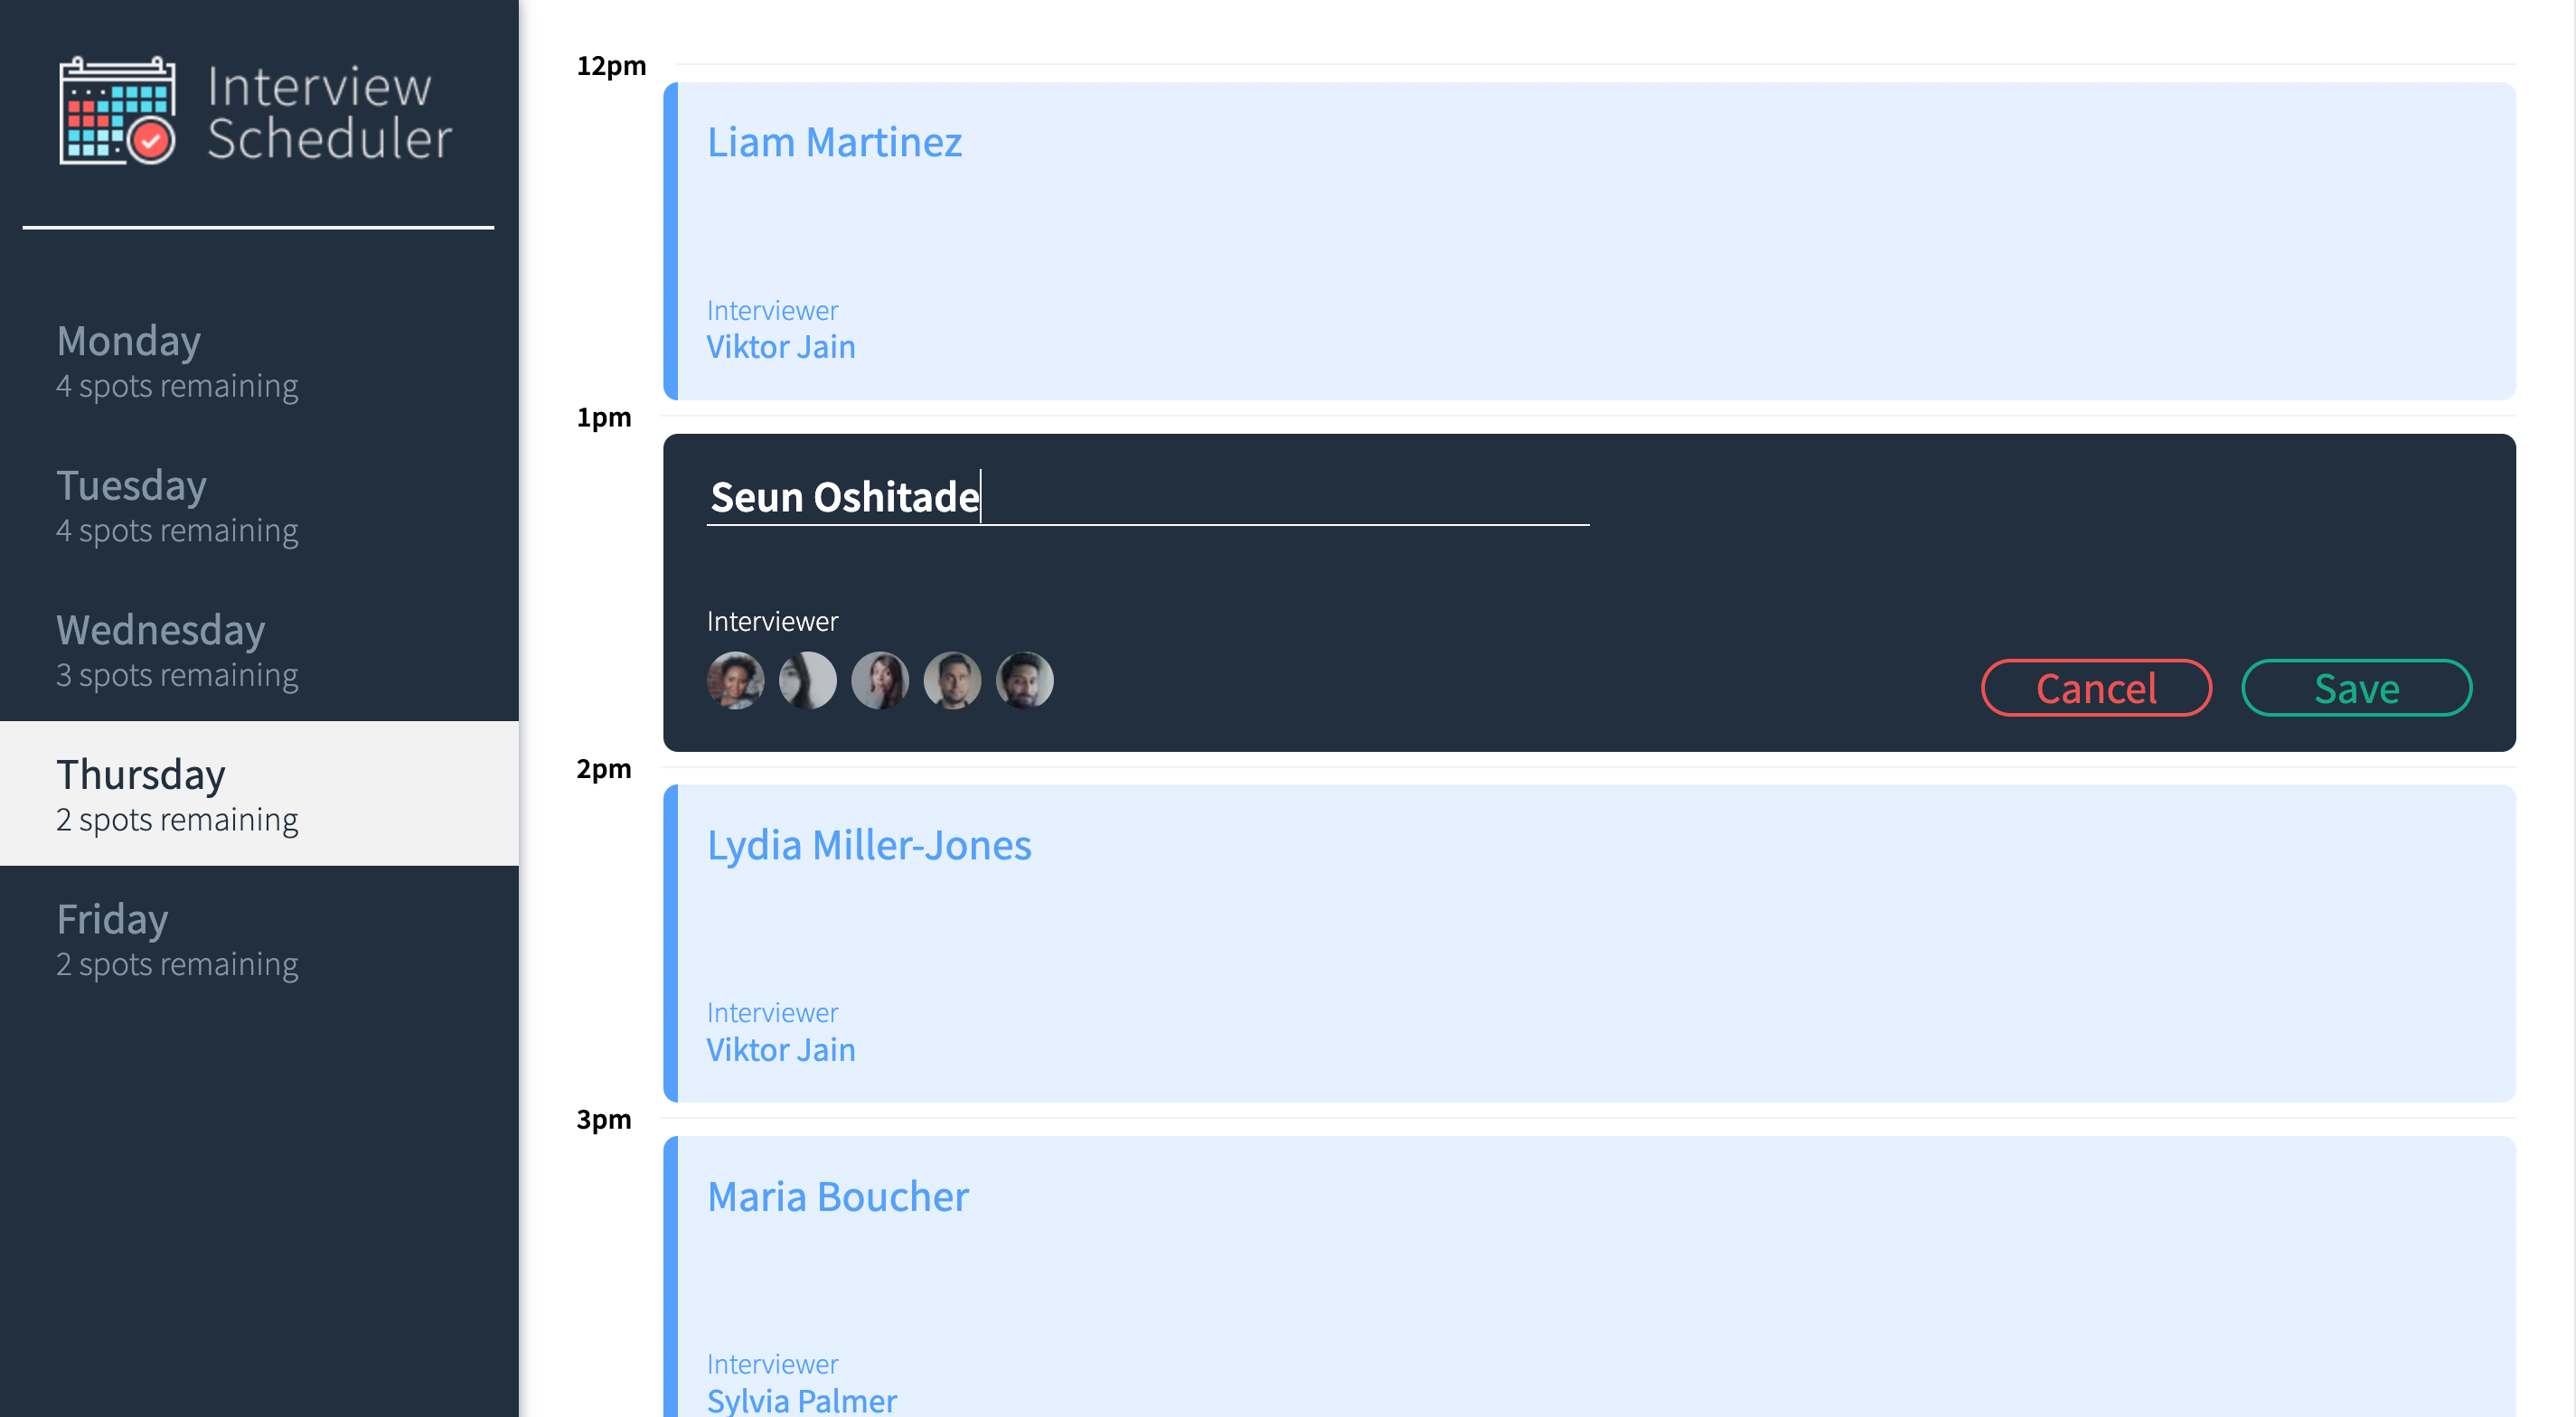 Interview
Scheduler
Monday
4 spots remaining
Tuesday
4 spots remaining
Wednesday
3 spots remaining
Thursday
2 spots remaining
Friday
2 spots remaining
12pm
Liam Martinez
Interviewer
Viktor Jain
1pm
Seun Oshitade
Interviewer
Cancel Save
2pm
Lydia Miller-Jones
Interviewer
Viktor Jain
3pm
Maria Boucher
Interviewer
Sylvia Palmer